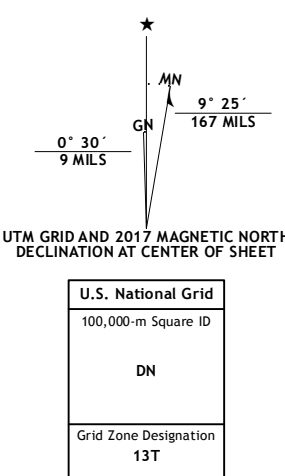 ★
MN
GN
9° 25´
167 MILS
0° 30´
9 MILS
UTM GRID AND 2017 MAGNETIC NORTH
DECLINATION AT CENTER OF SHEET
U.S. National Grid
100,000-m Square ID
DN
Grid Zone Designation
13T